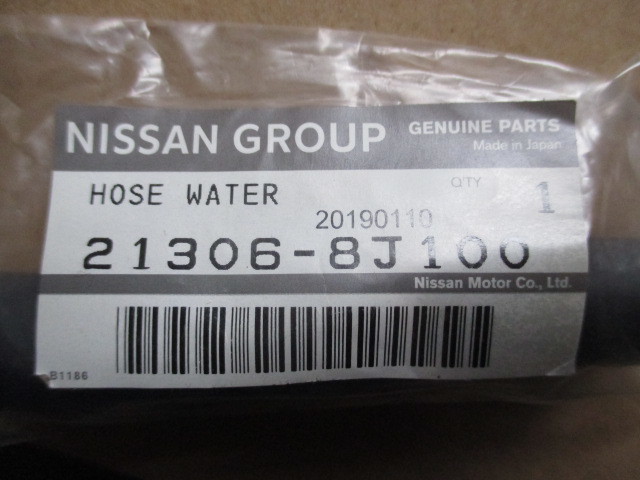 NISSAN GROUP GENUINE PARTS
Made in Japan
HOSE WATER QTY 1
20190110
21306-8J100
Nissan Motor Co., Ltd.
B1186